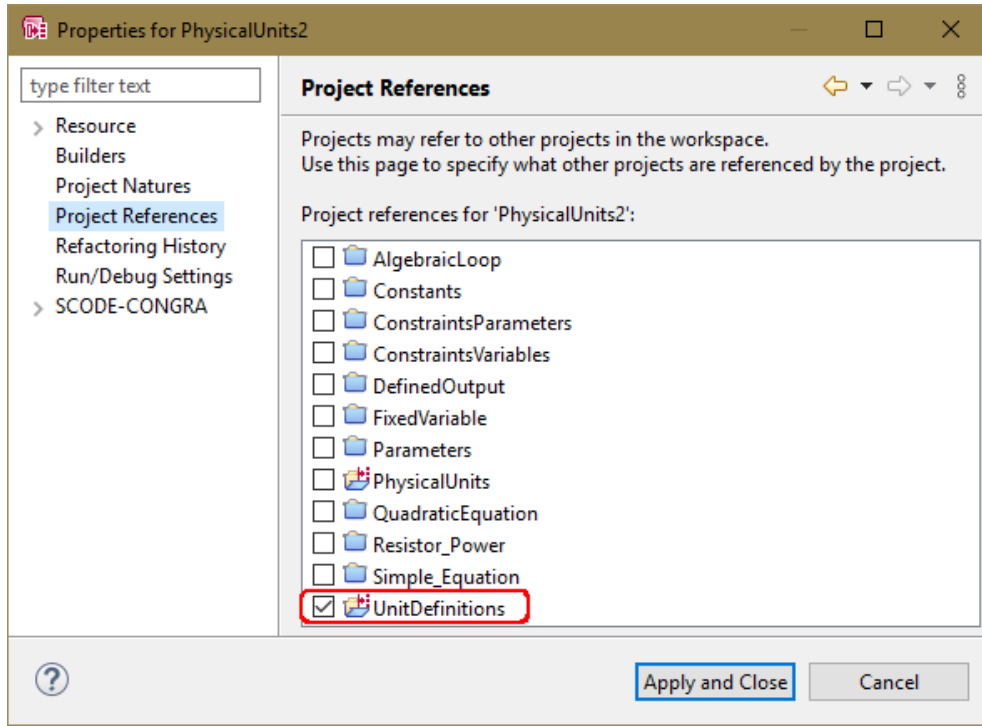 Properties for PhysicalUnits2
type filter text
Resource
Builders
Project Natures
Project References
Refactoring History
Run/Debug Settings
SCODE-CONGRA
Project References
Projects may refer to other projects in the workspace.
Use this page to specify what other projects are referenced by the project.
Project references for 'PhysicalUnits2':
AlgebraicLoop
Constants
ConstraintsParameters
ConstraintsVariables
DefinedOutput
FixedVariable
Parameters
PhysicalUnits
QuadraticEquation
Resistor_Power
Simple_Equation
UnitDefinitions
?
Apply and Close
Cancel